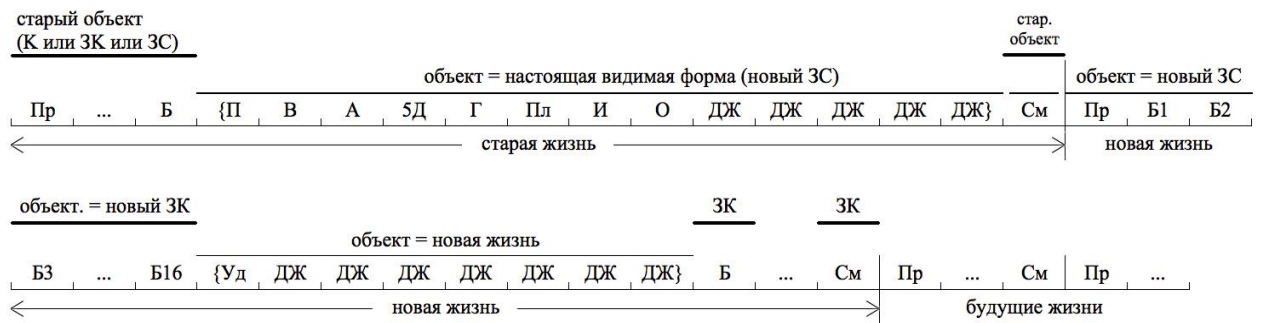 старый объект
(К или ЗК или ЗС)
стар.
объект
объект = настоящая видимая форма (новый ЗС)
объект = новый ЗС
Пр ... Б {П В А 5Д Г Пл И О ДЖ ДЖ ДЖ ДЖ ДЖ} См Пр Б1 Б2
старая жизнь новая жизнь
объект. = новый ЗК ЗК ЗК
объект = новая жизнь
Б3 ... Б16 {Уд ДЖ ДЖ ДЖ ДЖ ДЖ ДЖ ДЖ} Б ... См Пр ... См Пр ...
новая жизнь будущие жизни